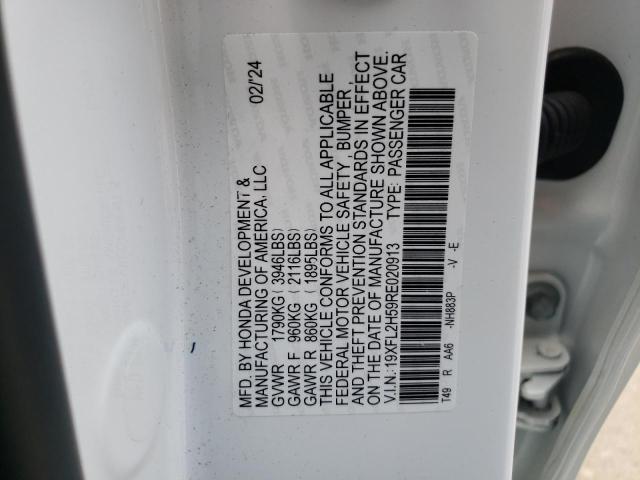 MFD. BY HONDA DEVELOPMENT & 02/'24
MANUFACTURING OF AMERICA, LLC
GVWR 1790KG ( 3946LBS)
GAWR F 960KG ( 2116LBS)
GAWR R 860KG ( 1895LBS)
THIS VEHICLE CONFORMS TO ALL APPLICABLE
FEDERAL MOTOR VEHICLE SAFETY, BUMPER,
AND THEFT PREVENTION STANDARDS IN EFFECT
ON THE DATE OF MANUFACTURE SHOWN ABOVE.
V.I.N.:19XFL2H59RE020913 TYPE: PASSENGER CAR
T49 R AA6 -NH883P -V -E